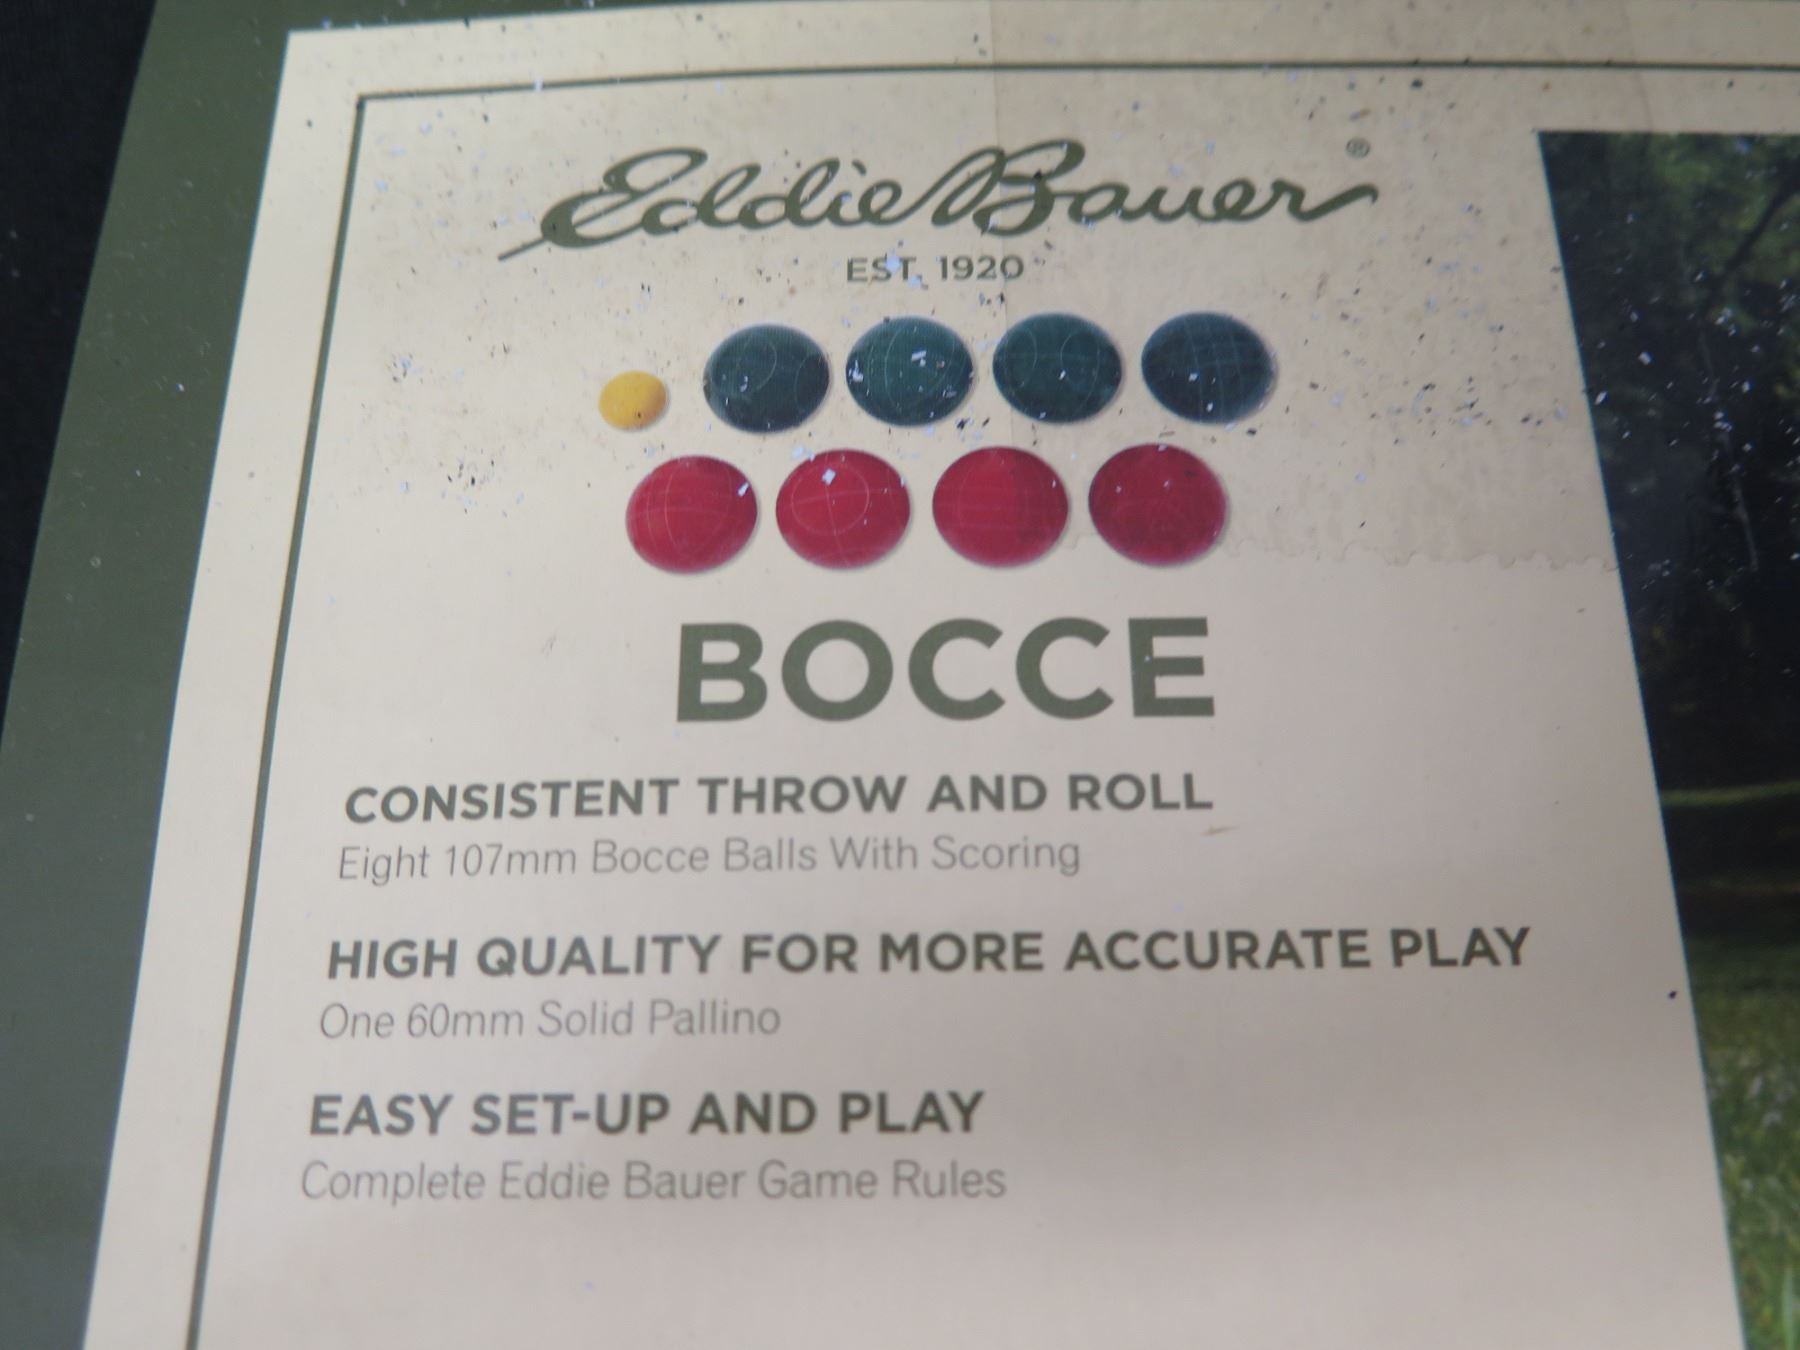 Eddie Bauer®
EST. 1920
BOCCE
CONSISTENT THROW AND ROLL
Eight 107mm Bocce Balls With Scoring
HIGH QUALITY FOR MORE ACCURATE PLAY
One 60mm Solid Pallino
EASY SET-UP AND PLAY
Complete Eddie Bauer Game Rules